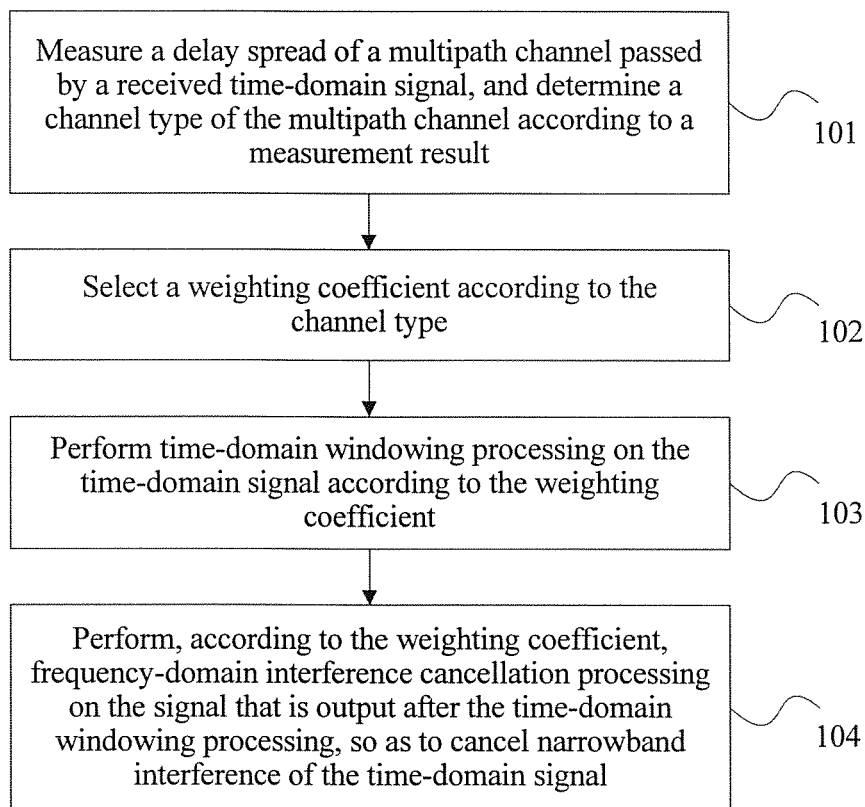 Measure a delay spread of a multipath channel passed
by a received time-domain signal, and determine a
channel type of the multipath channel according to a
measurement result
101
Select a weighting coefficient according to the
channel type
102
Perform time-domain windowing processing on the
time-domain signal according to the weighting
coefficient
103
Perform, according to the weighting coefficient,
frequency-domain interference cancellation processing
on the signal that is output after the time-domain
windowing processing, so as to cancel narrowband
interference of the time-domain signal
104